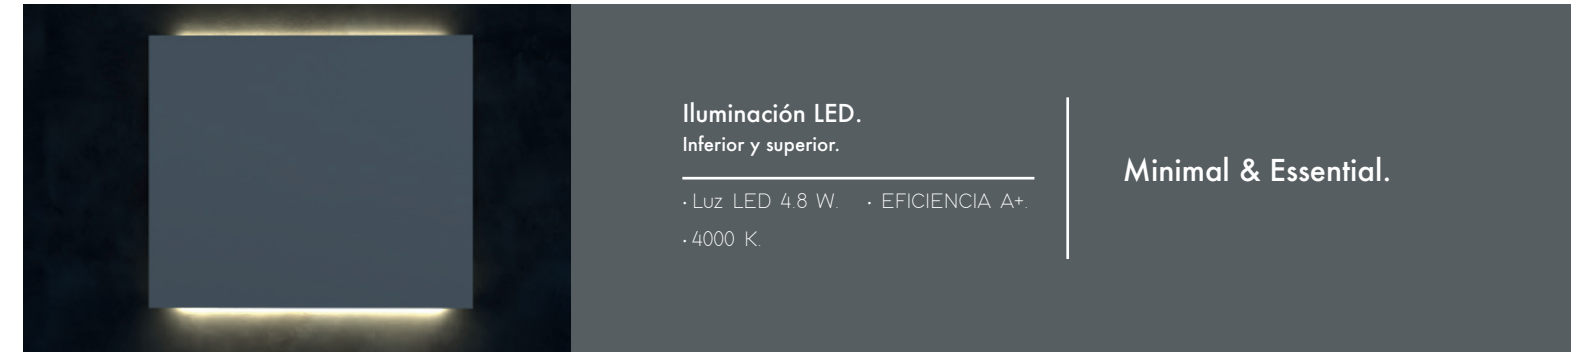 Iluminación LED.
Inferior y superior.
· Luz LED 4.8 W. · EFICIENCIA A+.
· 4000 K.
Minimal & Essential.